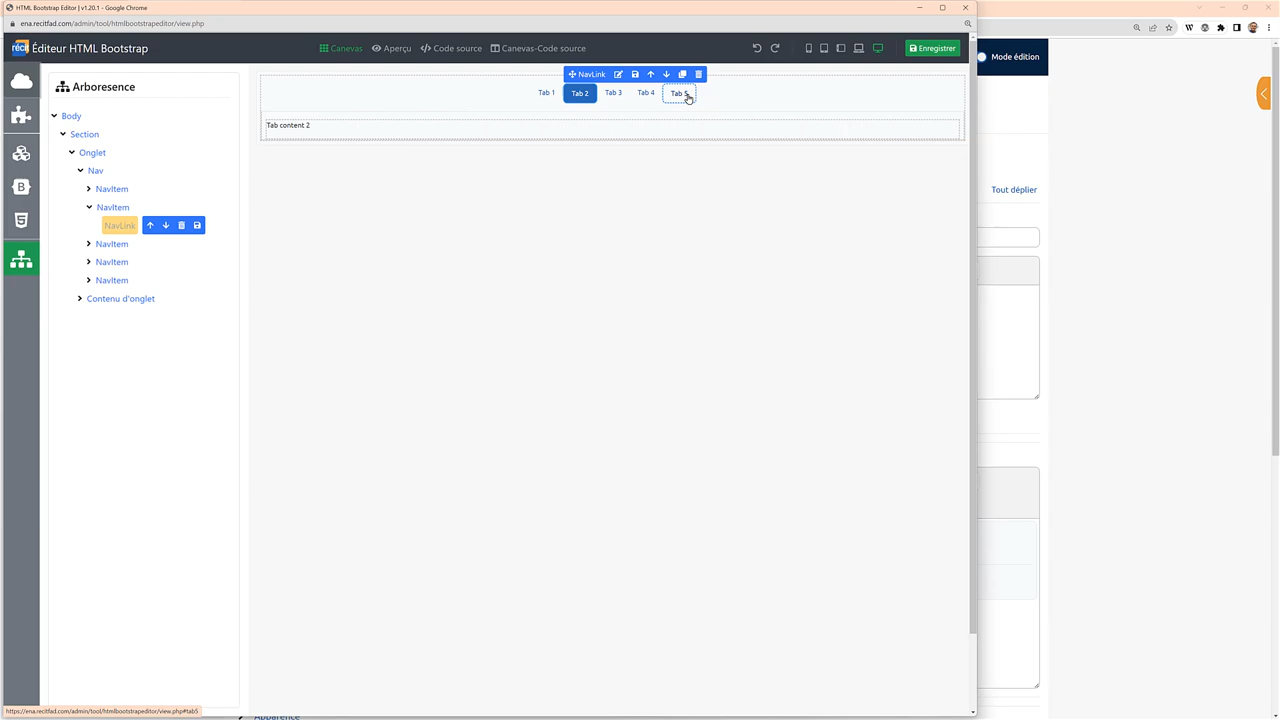 HTML Bootstrap Editor | v1.20.1 - Google Chrome
ena.recitfad.com/admin/tool/htmlbootstrapeditor/view.php
récit Éditeur HTML Bootstrap
Canevas
Aperçu
Code source
Canevas-Code source
Enregistrer
Mode édition
Arboresence
NavLink
Tab 1
Tab 2
Tab 3
Tab 4
Tab 5
Tab content 2
Body
Section
Onglet
Nav
NavItem
NavItem
NavLink
NavItem
NavItem
NavItem
Contenu d'onglet
Tout déplier
https://ena.recitfad.com/admin/tool/htmlbootstrapeditor/view.php#tab5
Apparence